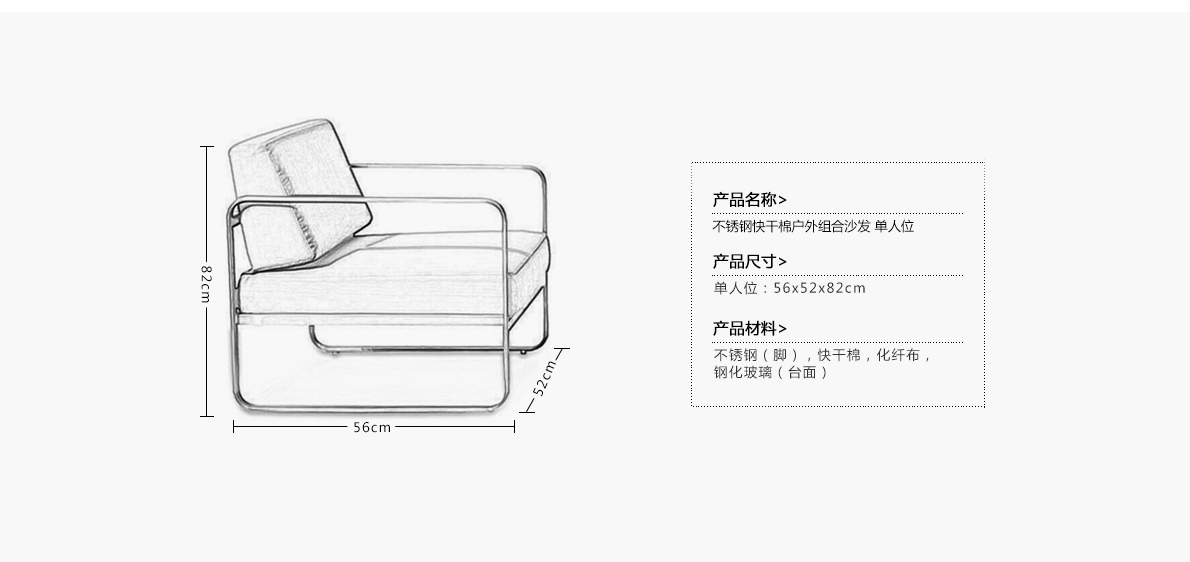 产品名称>
不锈钢快干棉户外组合沙发 单人位
82cm
产品尺寸>
单人位：56x52x82cm
产品材料>
不锈钢（脚），快干棉，化纤布，
钢化玻璃（台面）
52cm
56cm